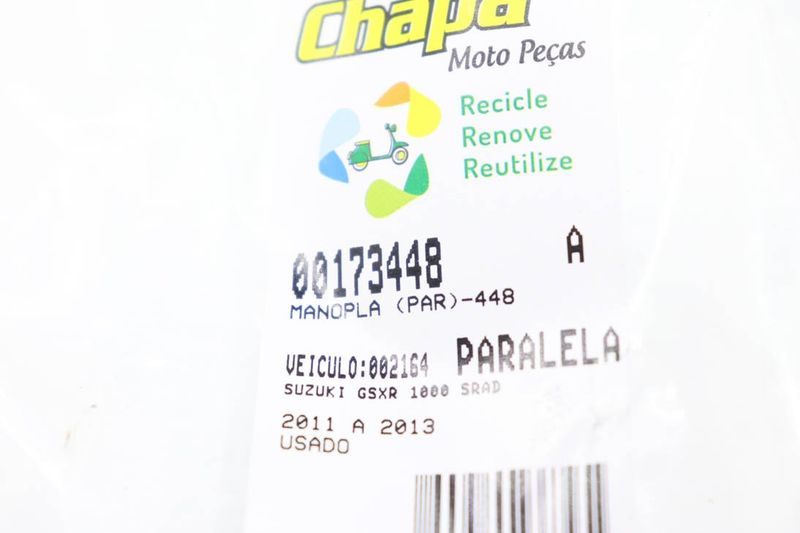 Chapa
Moto Peças
Recicle
Renove
Reutilize
00173448 A
MANOPLA (PAR)-448
VEICULO:002164 PARALELA
SUZUKI GSXR 1000 SRAD
2011 A 2013
USADO